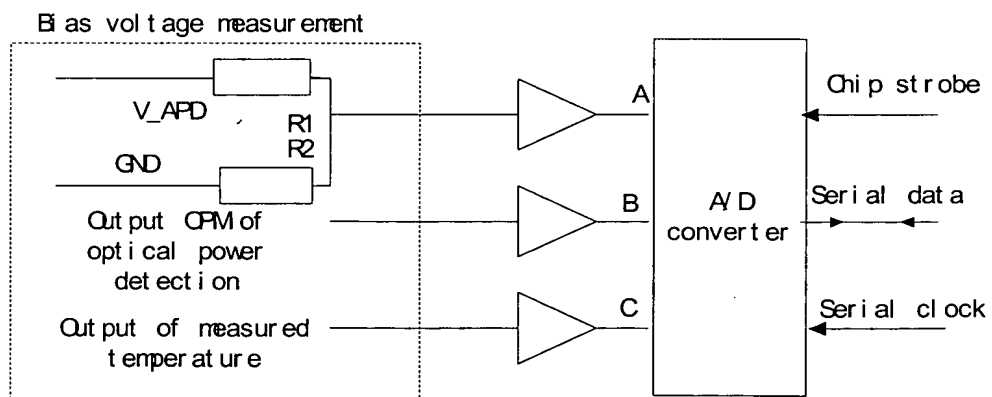 Bias voltage measurement
V_APD
R1
R2
GND
Output OPM of
optical power
detection
Output of measured
temperature
A
B
C
A/D
converter
Chip strobe
Serial data
Serial clock